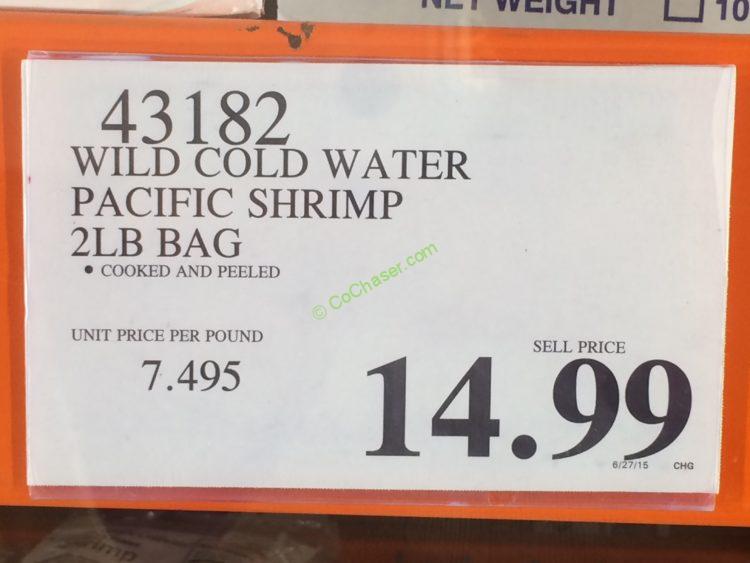 NET WEIGHT 10
43182
WILD COLD WATER
PACIFIC SHRIMP
2LB BAG
• COOKED AND PEELED
© CoChaser.com
UNIT PRICE PER POUND
7.495
SELL PRICE
14.99
6/27/15 CHG